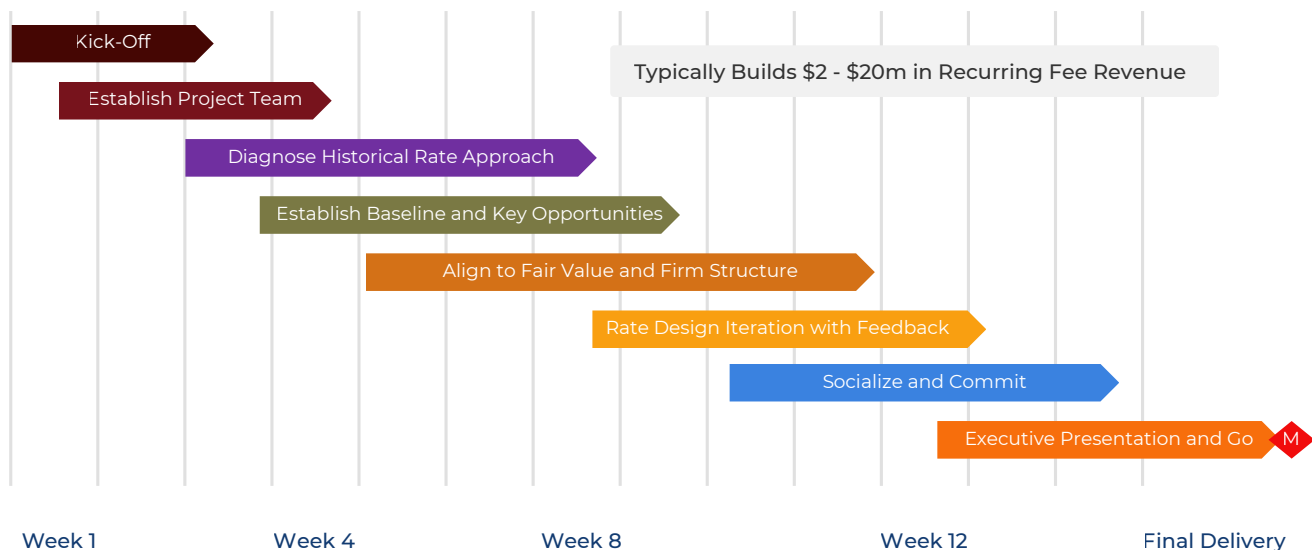 Kick-Off
Typically Builds $2 - $20m in Recurring Fee Revenue
Establish Project Team
Diagnose Historical Rate Approach
Establish Baseline and Key Opportunities
Align to Fair Value and Firm Structure
Rate Design Iteration with Feedback
Socialize and Commit
Executive Presentation and Go
M
Week 1
Week 4
Week 8
Week 12
Final Delivery